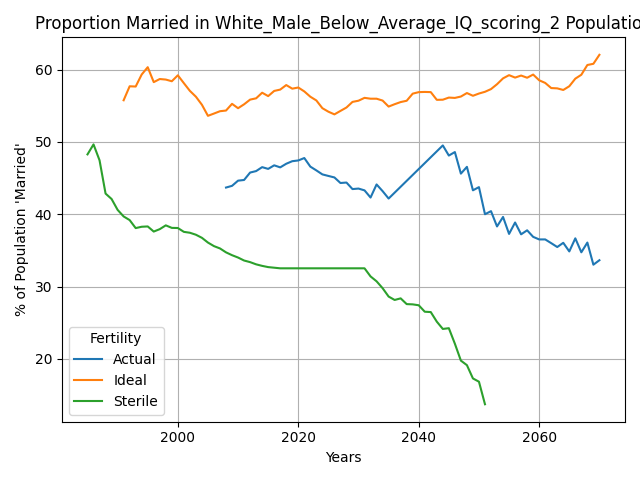 Proportion Married in White_Male_Below_Average_IQ_scoring_2 Populatio
% of Population 'Married'
60
50
40
30
20
Fertility
Actual
Ideal
Sterile
2000
2020
2040
2060
Years